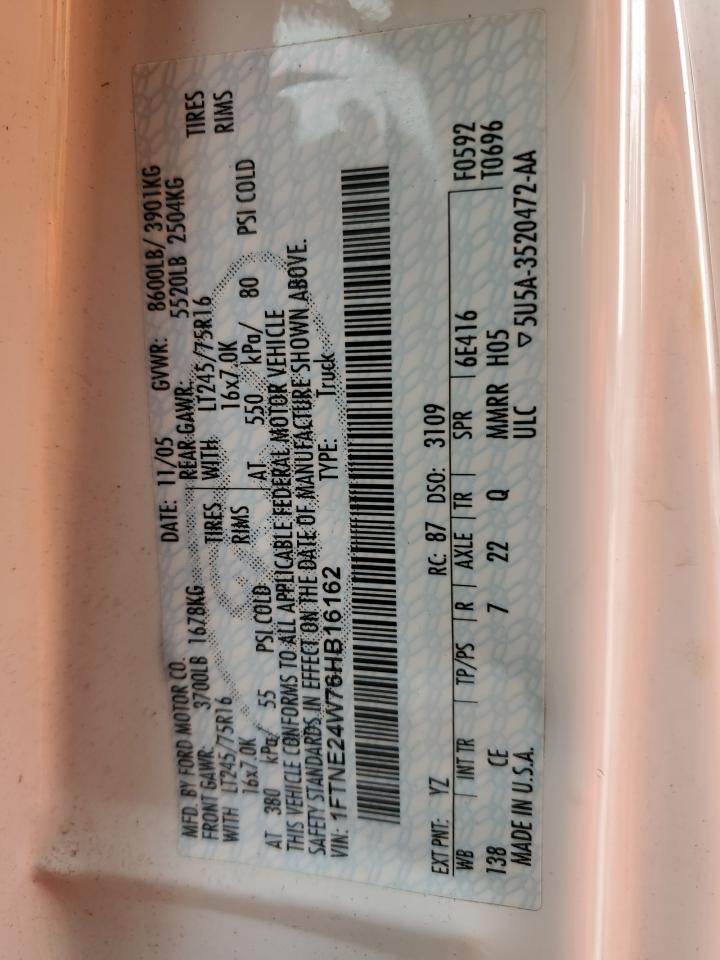 MFD. BY FORD MOTOR CO. DATE: 11/05 GVWR: 8600LB/ 3901KG
FRONT GAWR: 3700LB 1678KG REAR GAWR: 5520LB 2504KG
WITH LT245/75R16 TIRES WITH LT245/75R16 TIRES
16x7.0K RIMS 16x7.0K RIMS
AT 380 kPa/ 55 PSI COLD AT 550 kPa/ 80 PSI COLD
THIS VEHICLE CONFORMS TO ALL APPLICABLE FEDERAL MOTOR VEHICLE
SAFETY STANDARDS IN EFFECT ON THE DATE OF MANUFACTURE SHOWN ABOVE.
VIN: 1FTNE24W76HB16162 TYPE: Truck
EXT PNT: YZ RC: 87 DSO: 3109
WB INT TR TP/PS R AXLE TR SPR 6E416 F0592
138 CE 7 22 Q MMRR H05 T0696
MADE IN U.S.A. ULC ▽ 5U5A-3520472-AA